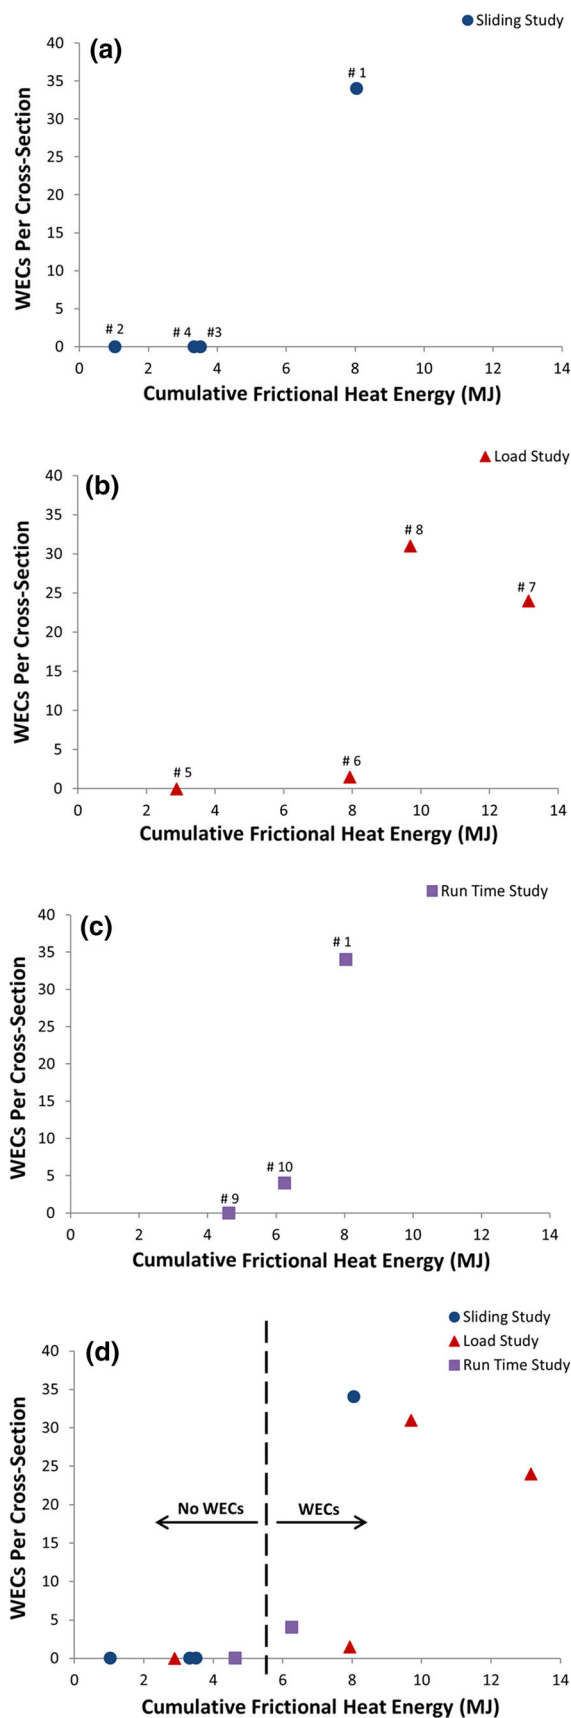 Sliding Study
(a)
40
35
30
25
20
15
10
5
0
WECs Per Cross-Section
# 1
# 2
# 4
#3
0 2 4 6 8 10 12 14
Cumulative Frictional Heat Energy (MJ)
Load Study
(b)
40
35
30
25
20
15
10
5
0
WECs Per Cross-Section
# 8
# 7
# 6
# 5
0 2 4 6 8 10 12 14
Cumulative Frictional Heat Energy (MJ)
Run Time Study
(c)
40
35
30
25
20
15
10
5
0
WECs Per Cross-Section
# 1
# 10
# 9
0 2 4 6 8 10 12 14
Cumulative Frictional Heat Energy (MJ)
Sliding Study
Load Study
Run Time Study
(d)
40
35
30
25
20
15
10
5
0
WECs Per Cross-Section
No WECs
WECs
0 2 4 6 8 10 12 14
Cumulative Frictional Heat Energy (MJ)